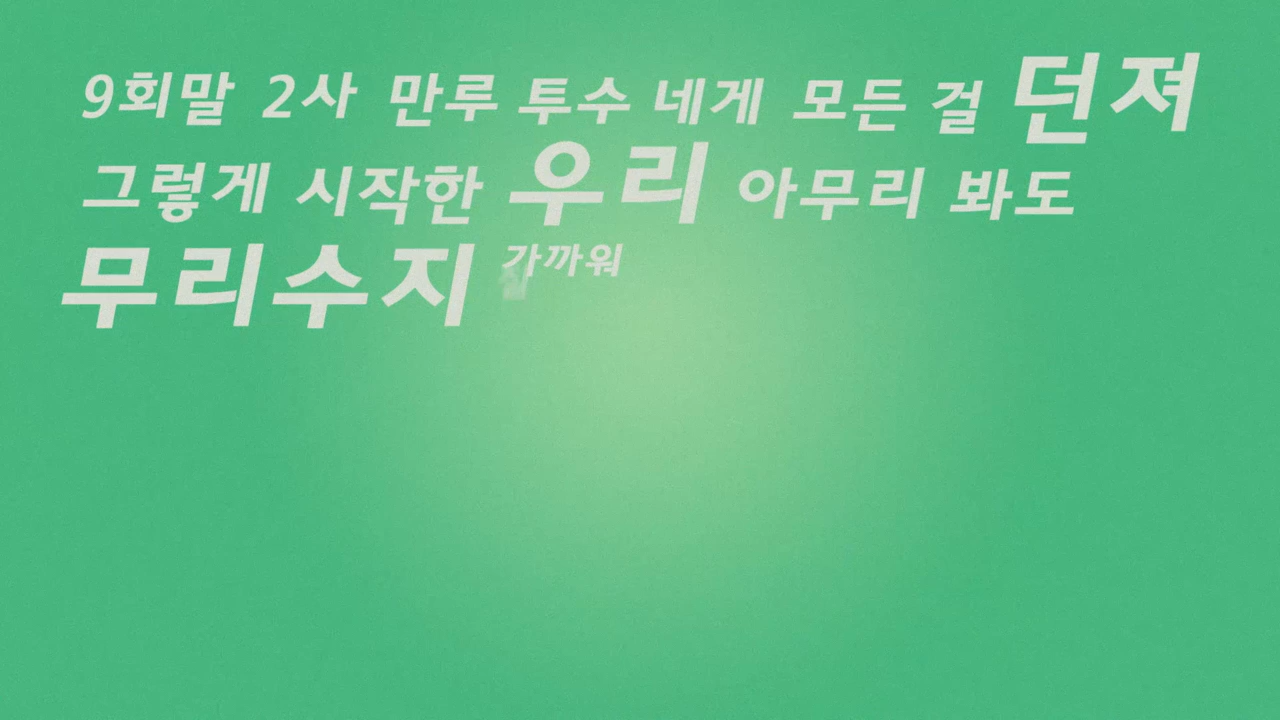 9회말 2사 만루 투수 네게 모든 걸 던져
그렇게 시작한 우리 아무리 봐도
무리수지 가까워